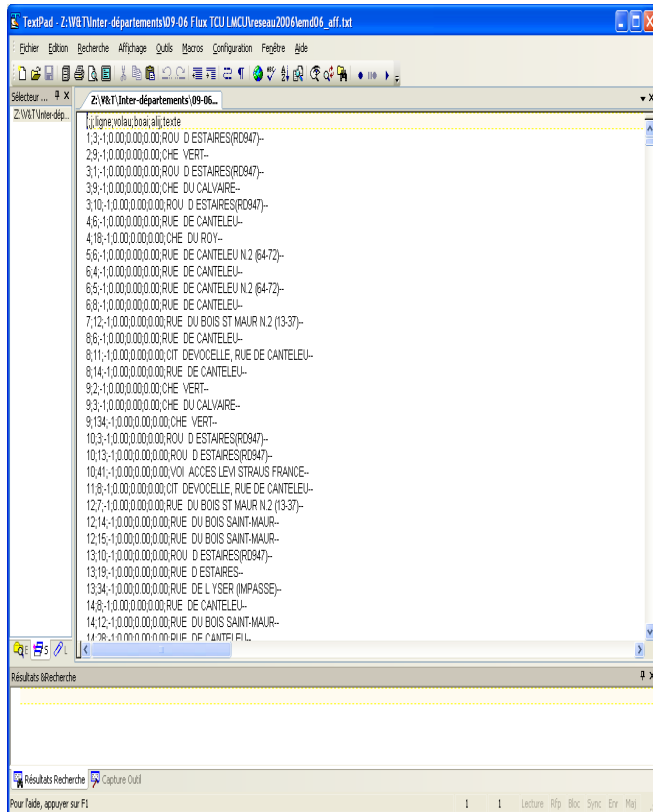 TextPad - Z:\V&T\Inter-départements\09-06 Flux TCU LMCU\reseau2006\emd06_aff.txt
Fichier Edition Recherche Affichage Outils Macros Configuration Fenêtre Aide
Sélecteur ...
Z:\V&T\Inter-dép...
Z:\V&T\Inter-départements\09-06...
i;j;ligne;volau;boai;alij;texte
1;3;-1;0.00;0.00;0.00;ROU D ESTAIRES(RD947)--
2;9;-1;0.00;0.00;0.00;CHE VERT--
3;1;-1;0.00;0.00;0.00;ROU D ESTAIRES(RD947)--
3;9;-1;0.00;0.00;0.00;CHE DU CALVAIRE--
3;10;-1;0.00;0.00;0.00;ROU D ESTAIRES(RD947)--
4;6;-1;0.00;0.00;0.00;RUE DE CANTELEU--
4;18;-1;0.00;0.00;0.00;CHE DU ROY--
5;6;-1;0.00;0.00;0.00;RUE DE CANTELEU N.2 (64-72)--
6;4;-1;0.00;0.00;0.00;RUE DE CANTELEU--
6;5;-1;0.00;0.00;0.00;RUE DE CANTELEU N.2 (64-72)--
6;8;-1;0.00;0.00;0.00;RUE DE CANTELEU--
7;12;-1;0.00;0.00;0.00;RUE DU BOIS ST MAUR N.2 (13-37)--
8;6;-1;0.00;0.00;0.00;RUE DE CANTELEU--
8;11;-1;0.00;0.00;0.00;CIT DEVOCELLE, RUE DE CANTELEU--
8;14;-1;0.00;0.00;0.00;RUE DE CANTELEU--
9;2;-1;0.00;0.00;0.00;CHE VERT--
9;3;-1;0.00;0.00;0.00;CHE DU CALVAIRE--
9;134;-1;0.00;0.00;0.00;CHE VERT--
10;3;-1;0.00;0.00;0.00;ROU D ESTAIRES(RD947)--
10;13;-1;0.00;0.00;0.00;ROU D ESTAIRES(RD947)--
10;41;-1;0.00;0.00;0.00;VOI ACCES LEVI STRAUS FRANCE--
11;8;-1;0.00;0.00;0.00;CIT DEVOCELLE, RUE DE CANTELEU--
12;7;-1;0.00;0.00;0.00;RUE DU BOIS ST MAUR N.2 (13-37)--
12;14;-1;0.00;0.00;0.00;RUE DU BOIS SAINT-MAUR--
12;15;-1;0.00;0.00;0.00;RUE DU BOIS SAINT-MAUR--
13;10;-1;0.00;0.00;0.00;ROU D ESTAIRES(RD947)--
13;19;-1;0.00;0.00;0.00;RUE D ESTAIRES--
13;34;-1;0.00;0.00;0.00;RUE DE L YSER (IMPASSE)--
14;8;-1;0.00;0.00;0.00;RUE DE CANTELEU--
14;12;-1;0.00;0.00;0.00;RUE DU BOIS SAINT-MAUR--
14;28;-1;0.00;0.00;0.00;RUE DE CANTELEU--
E S L
Résultats &Recherche
Résultats Recherche Capture Outil
Pour l'aide, appuyer sur F1 1 1 Lecture Rfp Bloc Sync Enr Maj